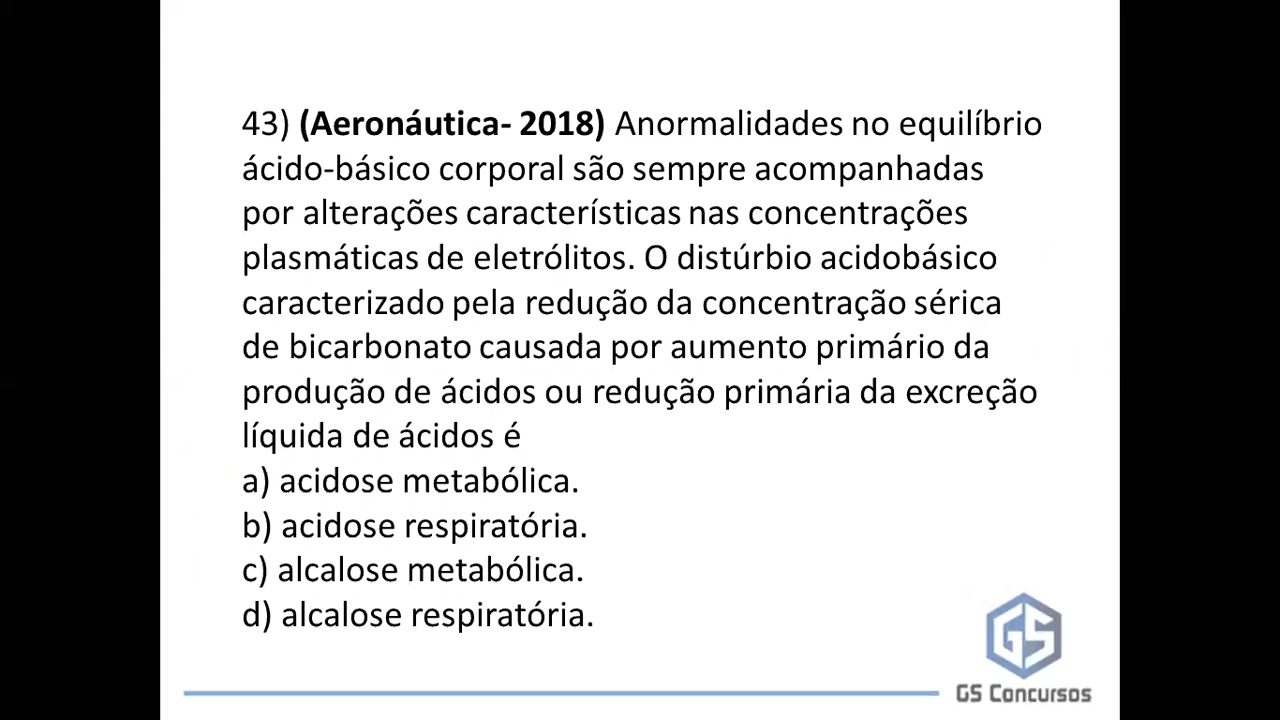 43) (Aeronáutica- 2018) Anormalidades no equilíbrio
ácido-básico corporal são sempre acompanhadas
por alterações características nas concentrações
plasmáticas de eletrólitos. O distúrbio acidobásico
caracterizado pela redução da concentração sérica
de bicarbonato causada por aumento primário da
produção de ácidos ou redução primária da excreção
líquida de ácidos é
a) acidose metabólica.
b) acidose respiratória.
c) alcalose metabólica.
d) alcalose respiratória.
GS
GS Concursos